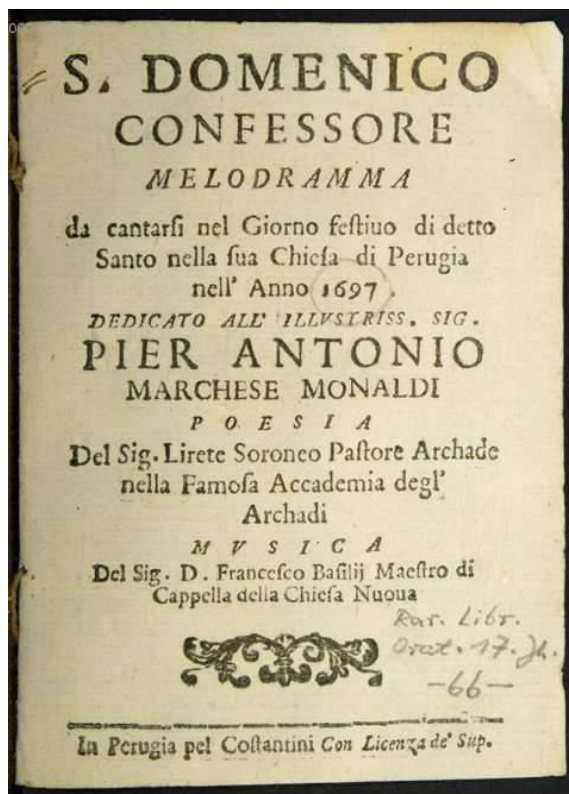 S. DOMENICO
CONFESSORE
MELODRAMMA
da cantarſi nel Giorno feſtiuo di detto
Santo nella ſua Chieſa di Perugia
nell' Anno 1697.
DEDICATO ALL' ILLVSTRISS. SIG.
PIER ANTONIO
MARCHESE MONALDI
POESIA
Del Sig. Lirete Soroneo Paſtore Archade
nella Famoſa Accademia degl'
Archadi
MVSICA
Del Sig. D. Franceſco Baſilij Maeſtro di
Cappella della Chieſa Nuoua
Rar. Libr.
Orat. 17. Jh.
-66-
In Perugia pel Coſtantini Con Licenza de' Sup.